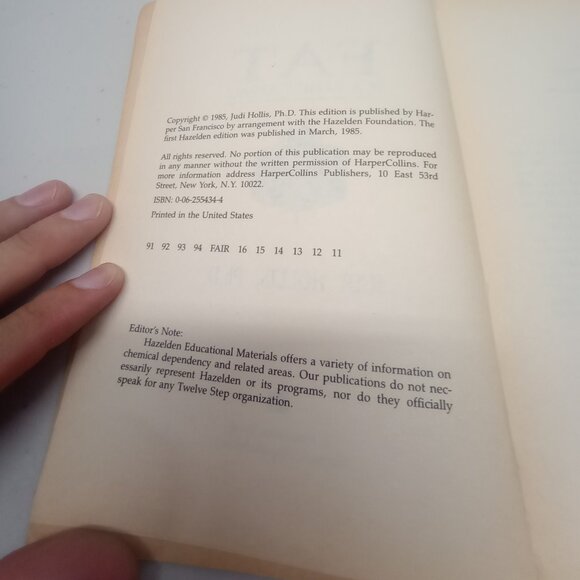 Copyright © 1985, Judi Hollis, Ph.D. This edition is published by Har-
per San Francisco by arrangement with the Hazelden Foundation. The
first Hazelden edition was published in March, 1985.
All rights reserved. No portion of this publication may be reproduced
in any manner without the written permission of HarperCollins. For
more information address HarperCollins Publishers, 10 East 53rd
Street, New York, N.Y. 10022.
ISBN: 0-06-255434-4
Printed in the United States
91 92 93 94 FAIR 16 15 14 13 12 11
Editor's Note:
Hazelden Educational Materials offers a variety of information on
chemical dependency and related areas. Our publications do not nec-
essarily represent Hazelden or its programs, nor do they officially
speak for any Twelve Step organization.